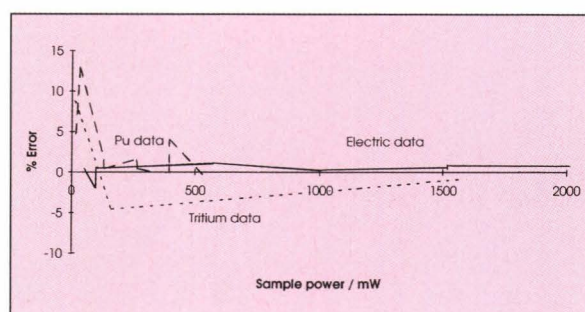 15
10
5
0
-5
-10
% Error
Pu data
Electric data
Tritium data
0
500
1000
1500
2000
Sample power / mW